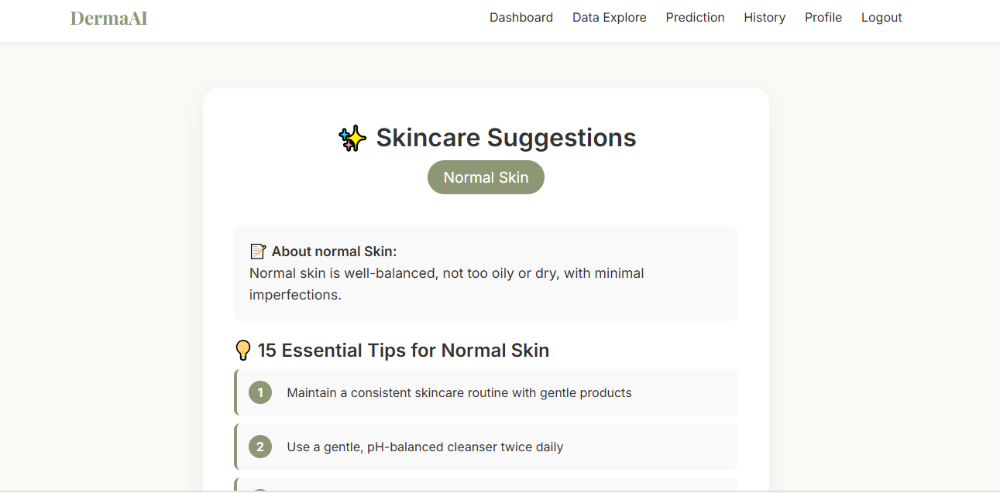 DermaAI
Dashboard Data Explore Prediction History Profile Logout
✨ Skincare Suggestions
Normal Skin
📝 About normal Skin:
Normal skin is well-balanced, not too oily or dry, with minimal
imperfections.
💡 15 Essential Tips for Normal Skin
1 Maintain a consistent skincare routine with gentle products
2 Use a gentle, pH-balanced cleanser twice daily